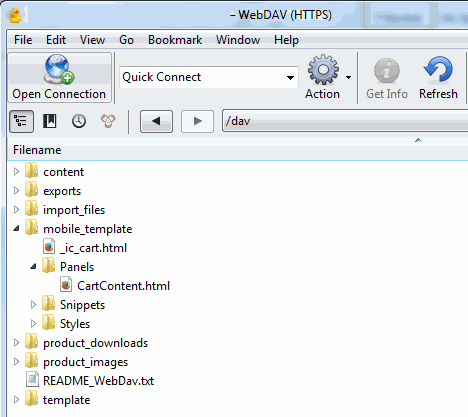 – WebDAV (HTTPS)
File Edit View Go Bookmark Window Help
Quick Connect
Open Connection Action Get Info Refresh
/dav
Filename
content
exports
import_files
mobile_template
_ic_cart.html
Panels
CartContent.html
Snippets
Styles
product_downloads
product_images
README_WebDav.txt
template